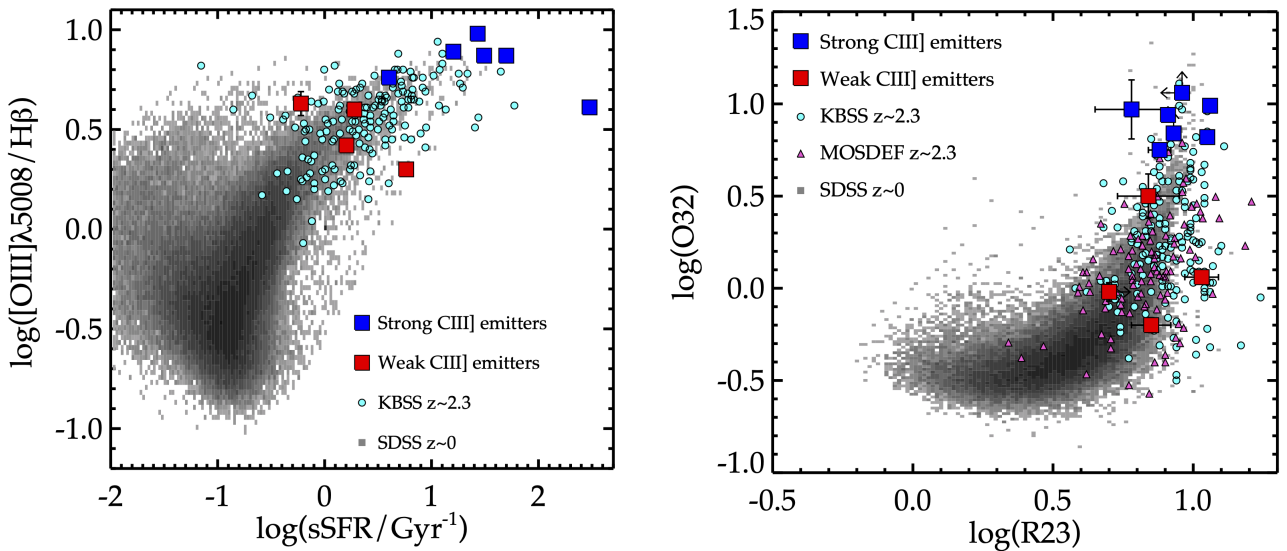 1.0
0.5
0.0
-0.5
-1.0
log([OIII]λ5008/Hβ)
Strong CIII] emitters
Weak CIII] emitters
KBSS z~2.3
SDSS z~0
-2
-1
0
1
2
log(sSFR/Gyr⁻¹)
1.5
1.0
0.5
0.0
-0.5
-1.0
log(O32)
Strong CIII] emitters
Weak CIII] emitters
KBSS z~2.3
MOSDEF z~2.3
SDSS z~0
-0.5
0.0
0.5
1.0
log(R23)